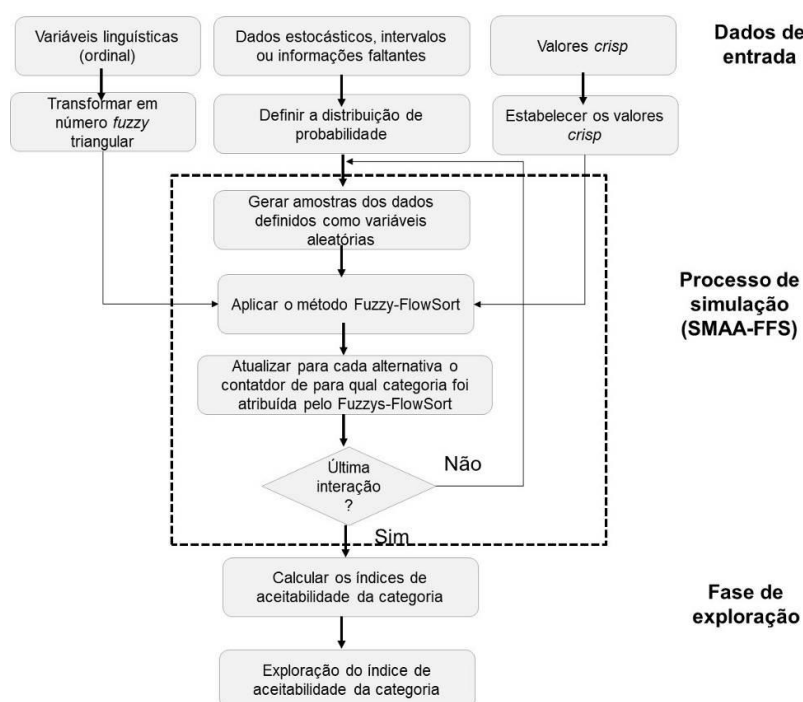 Variáveis linguísticas
(ordinal)
Dados estocásticos, intervalos
ou informações faltantes
Valores crisp
Dados de
entrada
Transformar em
número fuzzy
triangular
Definir a distribuição de
probabilidade
Estabelecer os valores
crisp
Gerar amostras dos dados
definidos como variáveis
aleatórias
Aplicar o método Fuzzy-FlowSort
Processo de
simulação
(SMAA-FFS)
Atualizar para cada alternativa o
contatdor de para qual categoria foi
atribuída pelo Fuzzys-FlowSort
Última
interação
?
Não
Sim
Calcular os índices de
aceitabilidade da categoria
Fase de
exploração
Exploração do índice de
aceitabilidade da categoria